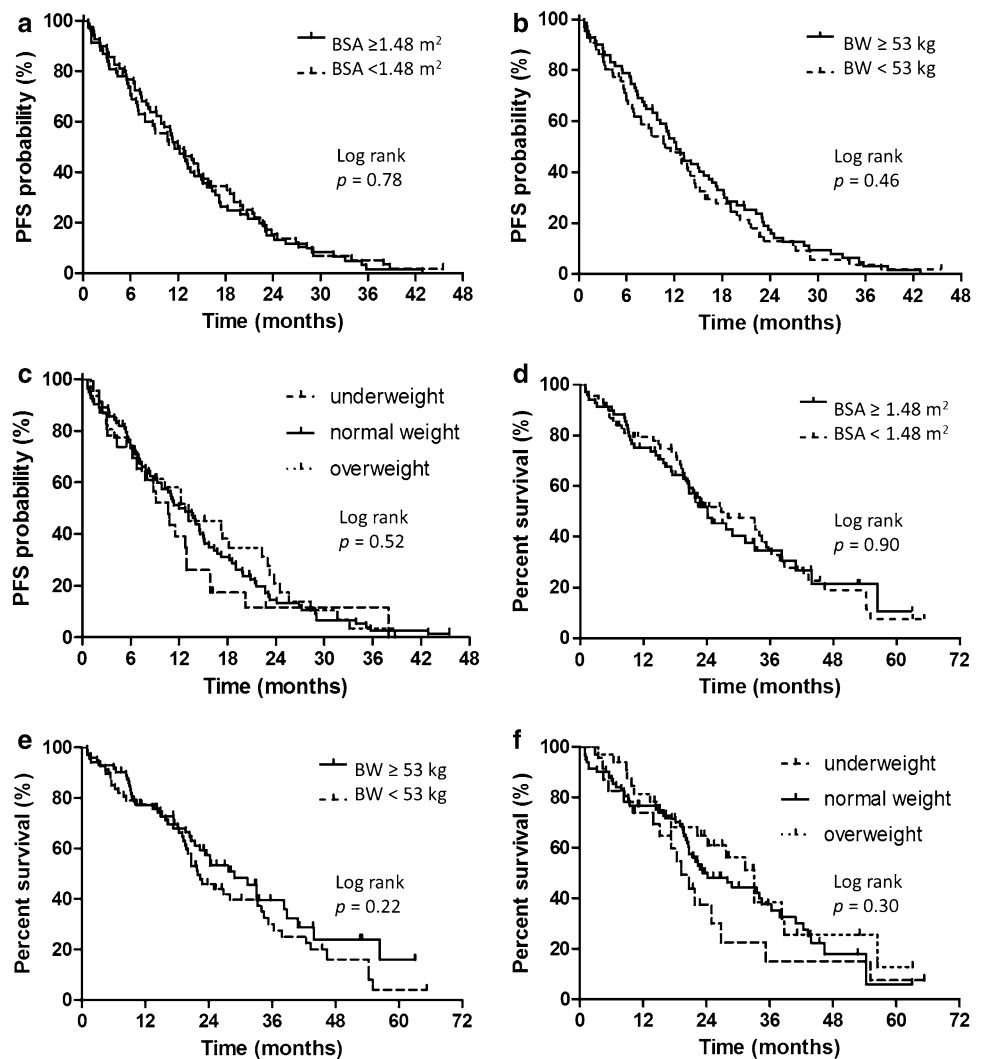 a
PFS probability (%)
100
80
60
40
20
0
BSA ≥1.48 m²
BSA <1.48 m²
Log rank
p = 0.78
0 6 12 18 24 30 36 42 48
Time (months)
b
PFS probability (%)
100
80
60
40
20
0
BW ≥ 53 kg
BW < 53 kg
Log rank
p = 0.46
0 6 12 18 24 30 36 42 48
Time (months)
c
PFS probability (%)
100
80
60
40
20
0
underweight
normal weight
overweight
Log rank
p = 0.52
0 6 12 18 24 30 36 42 48
Time (months)
d
Percent survival (%)
100
80
60
40
20
0
BSA ≥ 1.48 m²
BSA < 1.48 m²
Log rank
p = 0.90
0 12 24 36 48 60 72
Time (months)
e
Percent survival (%)
100
80
60
40
20
0
BW ≥ 53 kg
BW < 53 kg
Log rank
p = 0.22
0 12 24 36 48 60 72
Time (months)
f
Percent survival (%)
100
80
60
40
20
0
underweight
normal weight
overweight
Log rank
p = 0.30
0 12 24 36 48 60 72
Time (months)